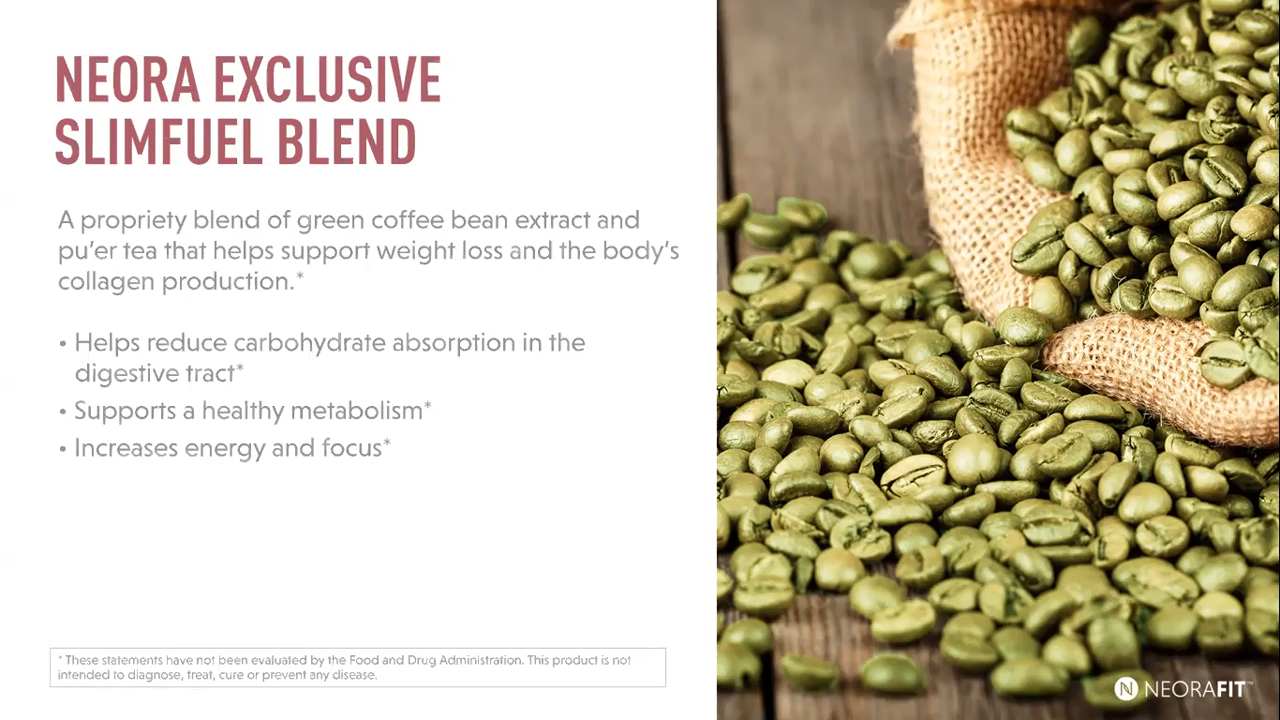 NEORA EXCLUSIVE
SLIMFUEL BLEND
A propriety blend of green coffee bean extract and
pu'er tea that helps support weight loss and the body's
collagen production.*
• Helps reduce carbohydrate absorption in the
digestive tract*
• Supports a healthy metabolism*
• Increases energy and focus*
* These statements have not been evaluated by the Food and Drug Administration. This product is not
intended to diagnose, treat, cure or prevent any disease.
N NEORAFIT™